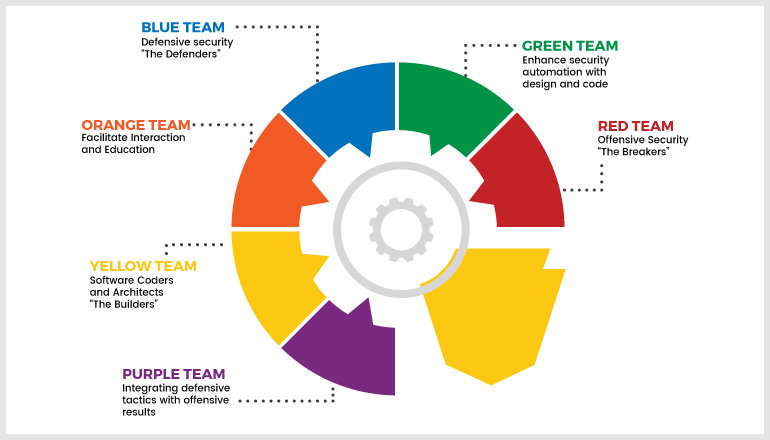 BLUE TEAM
Defensive security
"The Defenders"
GREEN TEAM
Enhance security
automation with
design and code
ORANGE TEAM
Facilitate Interaction
and Education
RED TEAM
Offensive Security
"The Breakers"
YELLOW TEAM
Software Coders
and Architects
"The Builders"
PURPLE TEAM
Integrating defensive
tactics with offensive
results